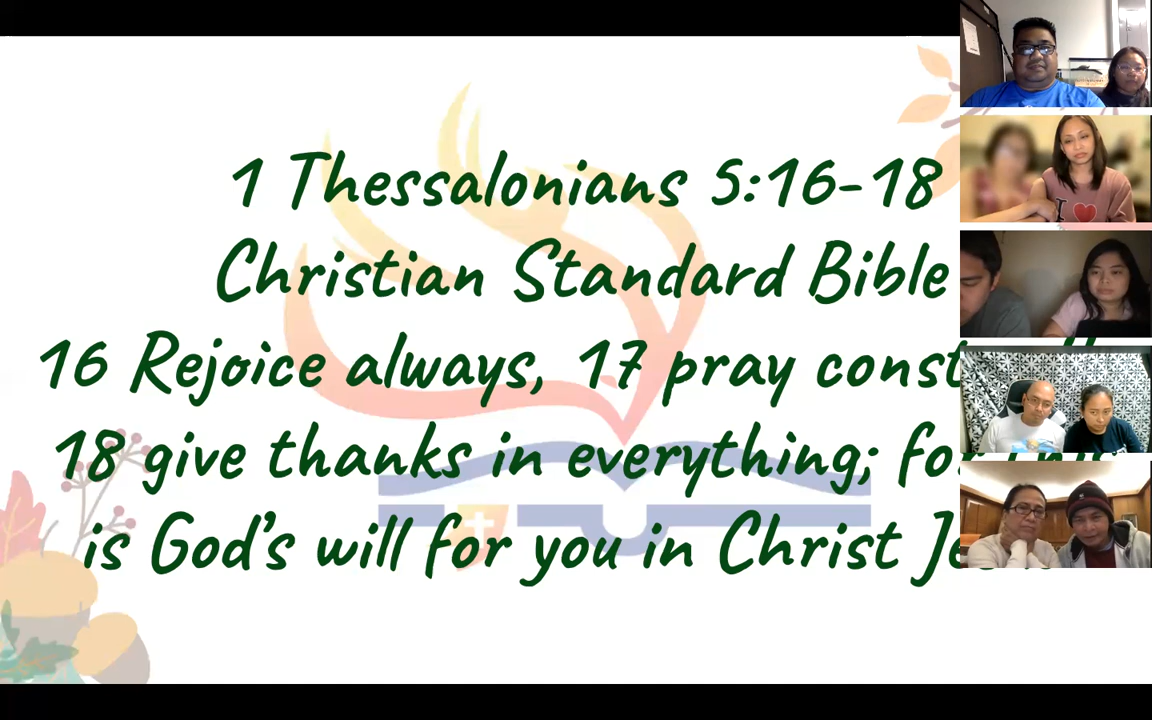 1 Thessalonians 5:16-18
Christian Standard Bible
16 Rejoice always, 17 pray
18 give thanks in everything;
is God's will for you in Christ
I ♥